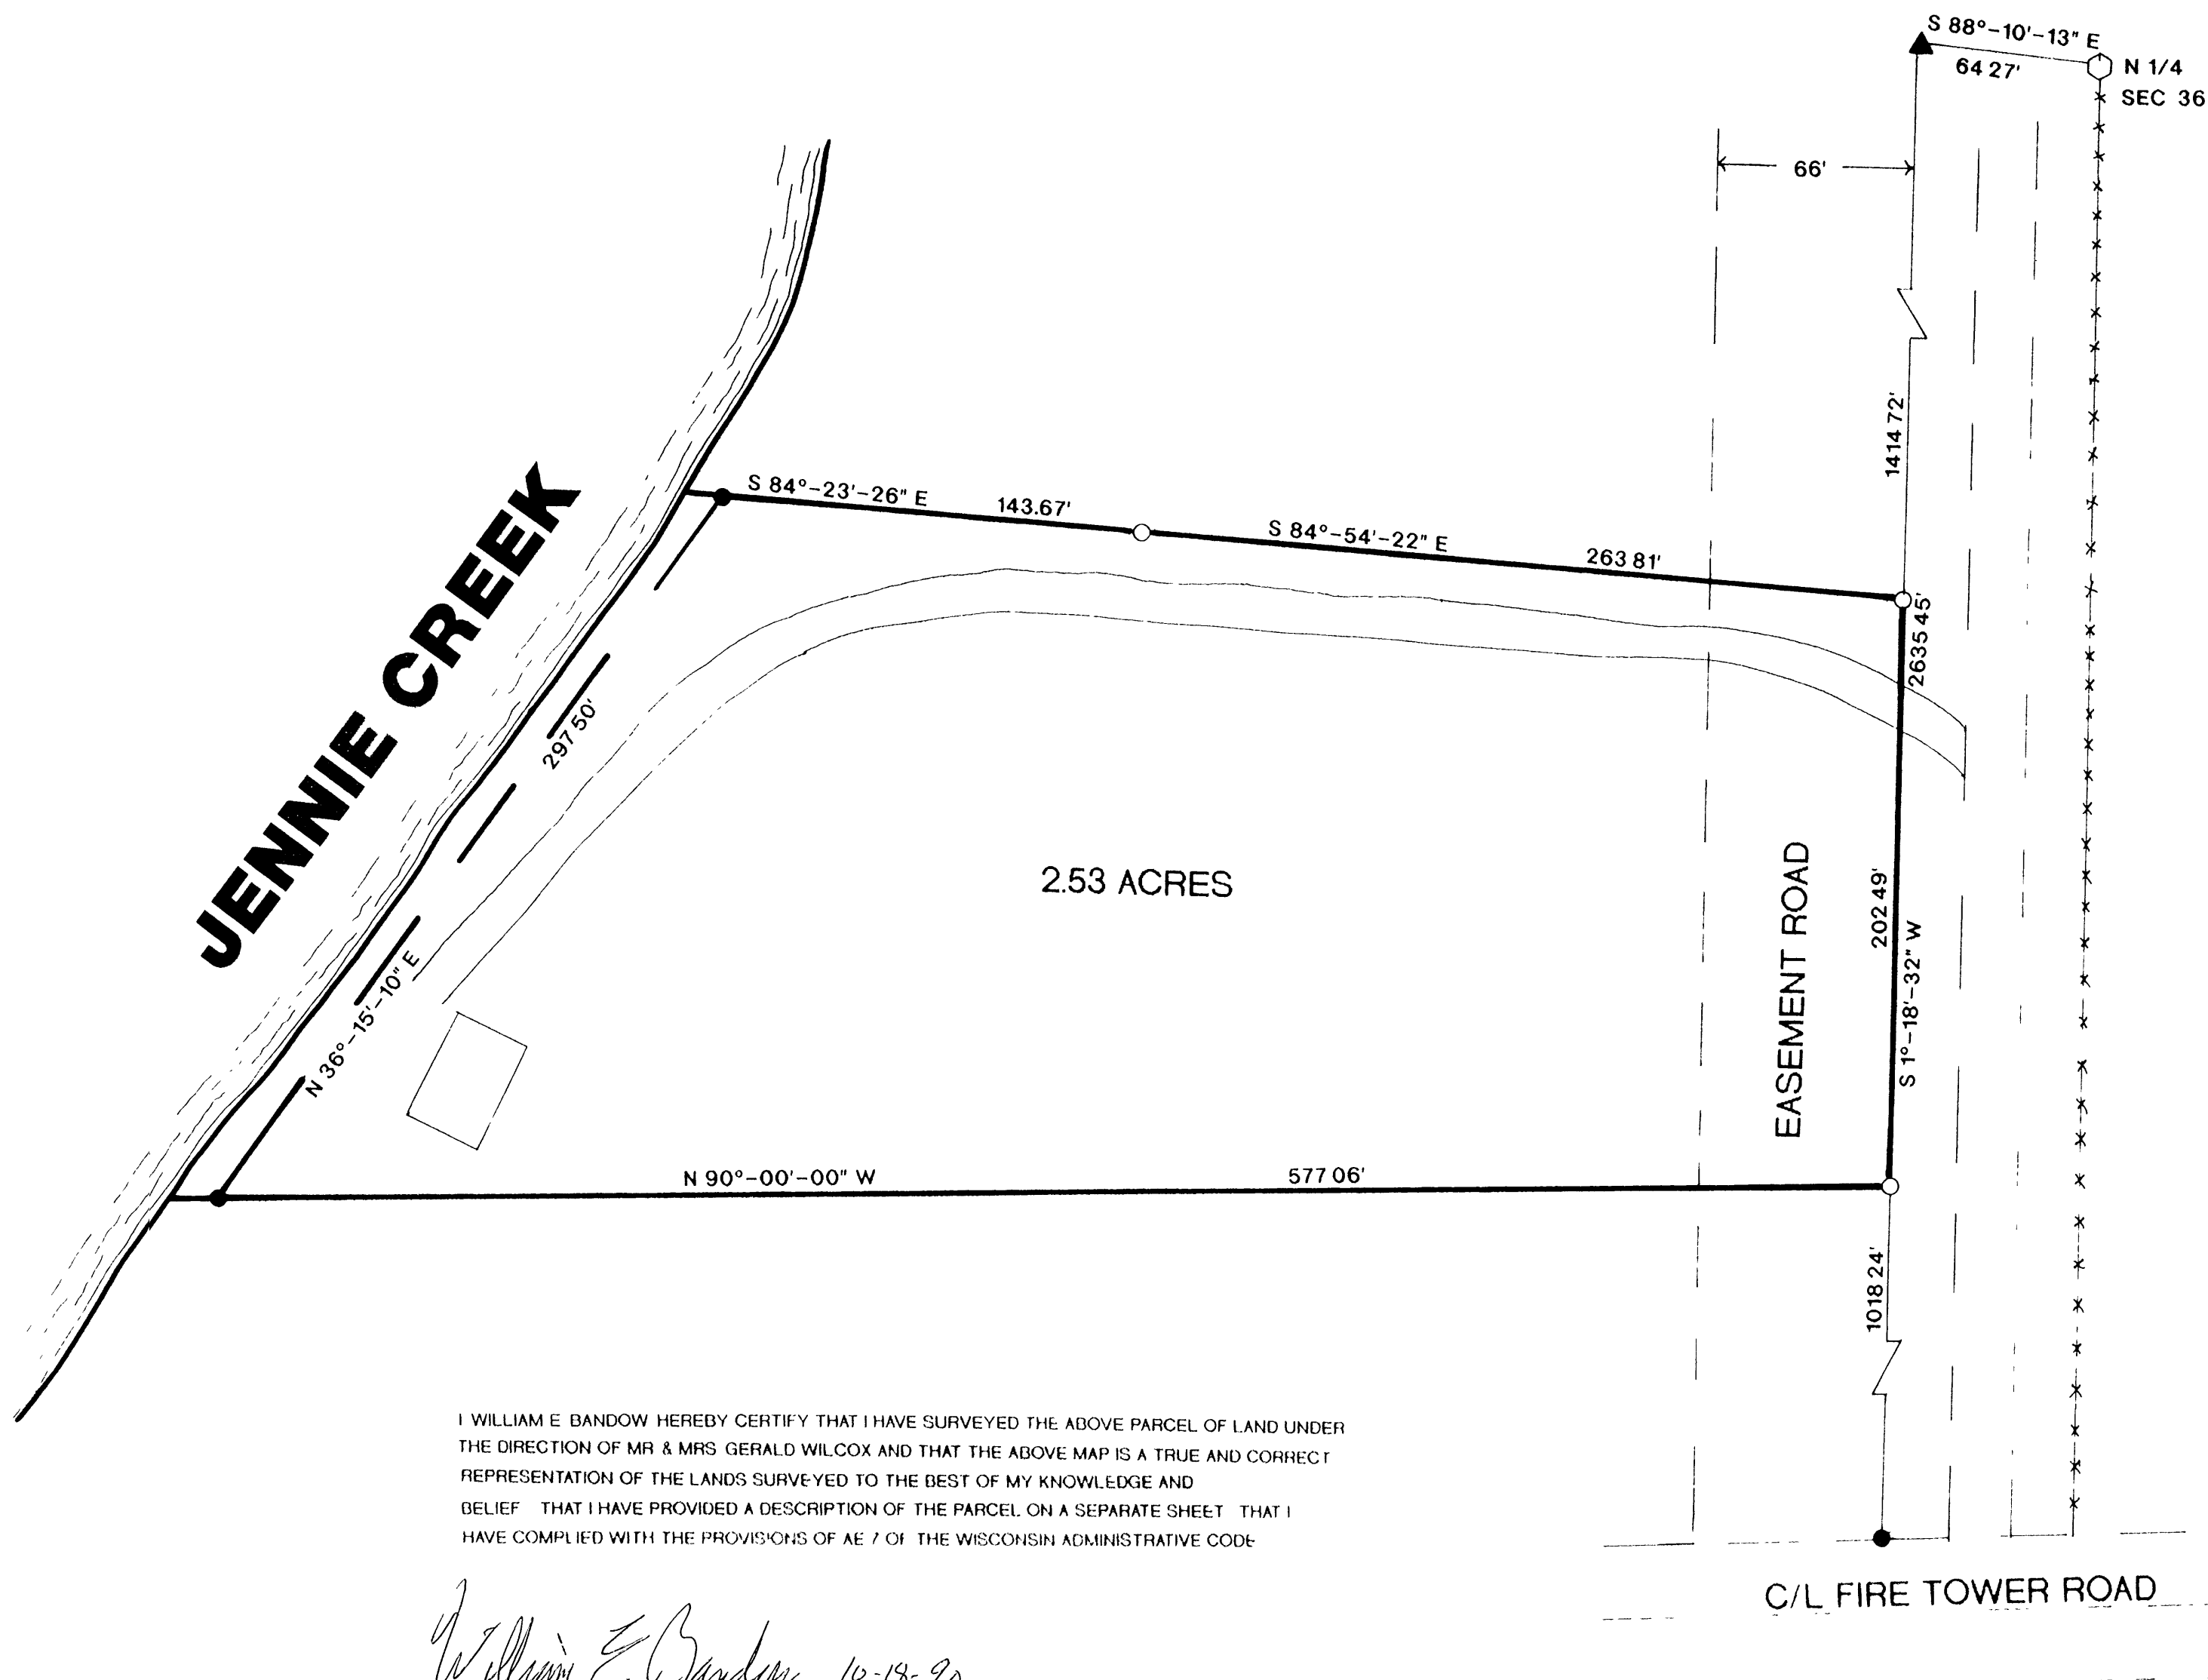 S 88°-10'-13" E
64 27'
N 1/4
SEC 36
66'
1414 72'
S 84°-23'-26" E
143.67'
S 84°-54'-22" E
263 81'
2635 45'
JENNIE CREEK
297 50'
N 36°-15'-10" E
2.53 ACRES
EASEMENT ROAD
202 49'
S 1°-18'-32" W
N 90°-00'-00" W
577 06'
1018 24'
I WILLIAM E BANDOW HEREBY CERTIFY THAT I HAVE SURVEYED THE ABOVE PARCEL OF LAND UNDER
THE DIRECTION OF MR & MRS GERALD WILCOX AND THAT THE ABOVE MAP IS A TRUE AND CORRECT
REPRESENTATION OF THE LANDS SURVEYED TO THE BEST OF MY KNOWLEDGE AND
BELIEF THAT I HAVE PROVIDED A DESCRIPTION OF THE PARCEL ON A SEPARATE SHEET THAT I
HAVE COMPLIED WITH THE PROVISIONS OF AE 7 OF THE WISCONSIN ADMINISTRATIVE CODE
C/L FIRE TOWER ROAD
William E. Bandow 10-18-90